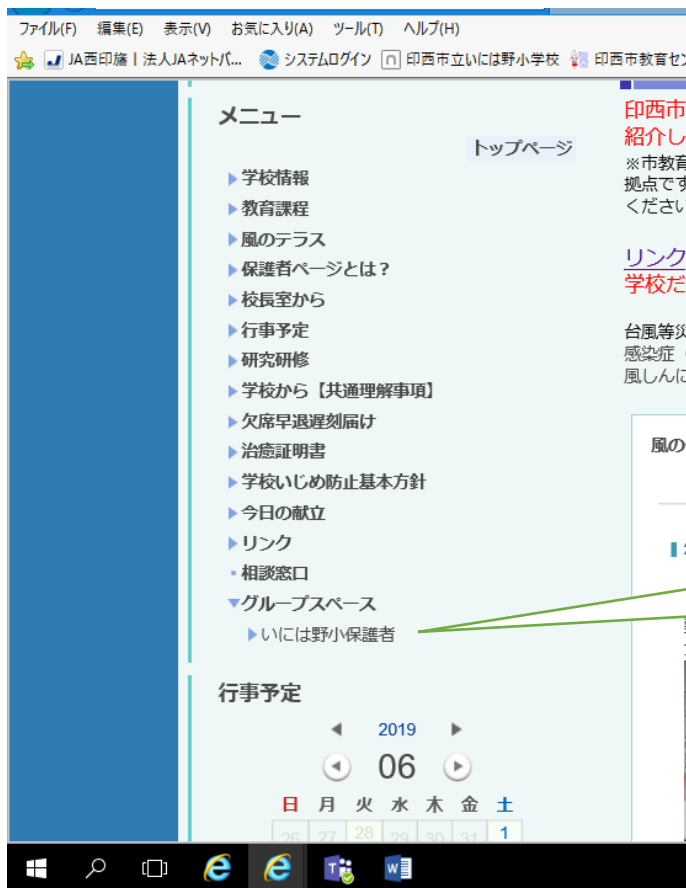 ファイル(F) 編集(E) 表示(V) お気に入り(A) ツール(T) ヘルプ(H)
JA西印旛 | 法人JAネットバ... システムログイン 印西市立いには野小学校 印西市教育セン
メニュー
トップページ
学校情報
教育課程
風のテラス
保護者ページとは？
校長室から
行事予定
研究研修
学校から【共通理解事項】
欠席早退遅刻届け
治癒証明書
学校いじめ防止基本方針
今日の献立
リンク
相談窓口
グループスペース
いには野小保護者
行事予定
2019
06
日 月 火 水 木 金 土
26 27 28 29 30 31 1
印西市
紹介し
※市教育
拠点です
ください
リンク
学校だ
台風等災
感染症
風しんに
風の